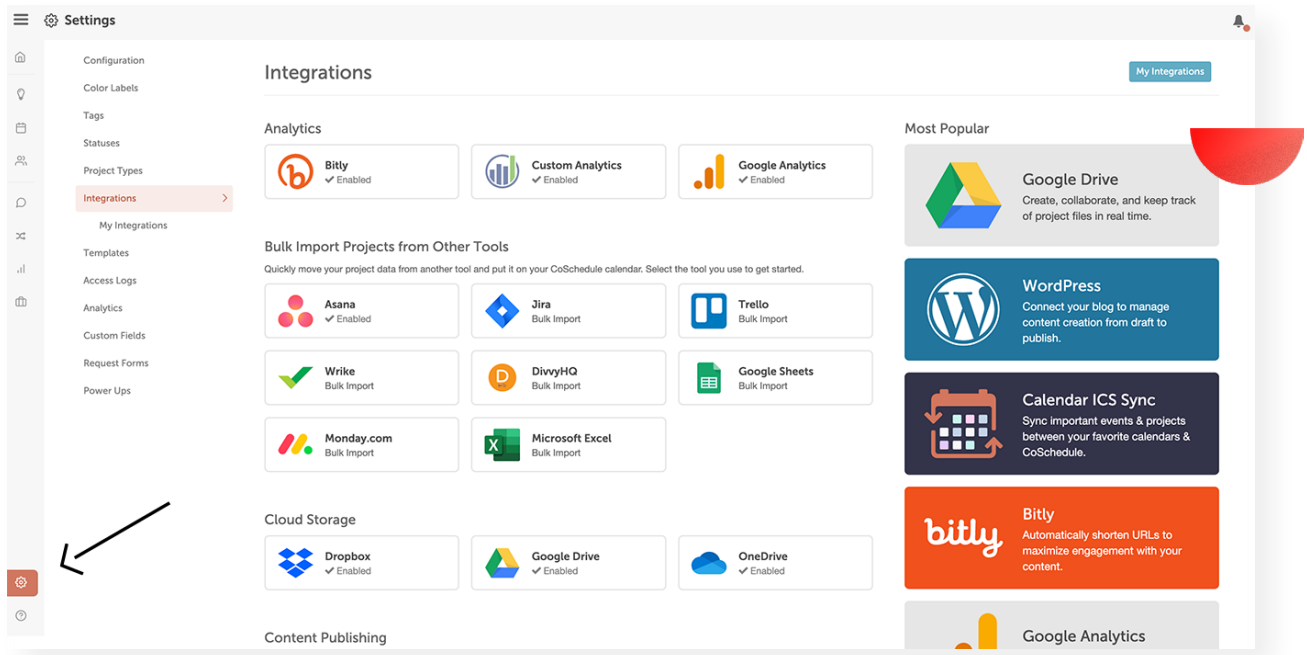 Settings
Configuration
Color Labels
Tags
Statuses
Project Types
Integrations
My Integrations
Templates
Access Logs
Analytics
Custom Fields
Request Forms
Power Ups
Integrations
My Integrations
Analytics
Bitly
Enabled
Custom Analytics
Enabled
Google Analytics
Enabled
Bulk Import Projects from Other Tools
Quickly move your project data from another tool and put it on your CoSchedule calendar. Select the tool you use to get started.
Asana
Enabled
Jira
Bulk Import
Trello
Bulk Import
Wrike
Bulk Import
DivvyHQ
Bulk Import
Google Sheets
Bulk Import
Monday.com
Bulk Import
Microsoft Excel
Bulk Import
Cloud Storage
Dropbox
Enabled
Google Drive
Enabled
OneDrive
Enabled
Content Publishing
Most Popular
Google Drive
Create, collaborate, and keep track
of project files in real time.
WordPress
Connect your blog to manage
content creation from draft to
publish.
Calendar ICS Sync
Sync important events & projects
between your favorite calendars &
CoSchedule.
bitly
Bitly
Automatically shorten URLs to
maximize engagement with your
content.
Google Analytics